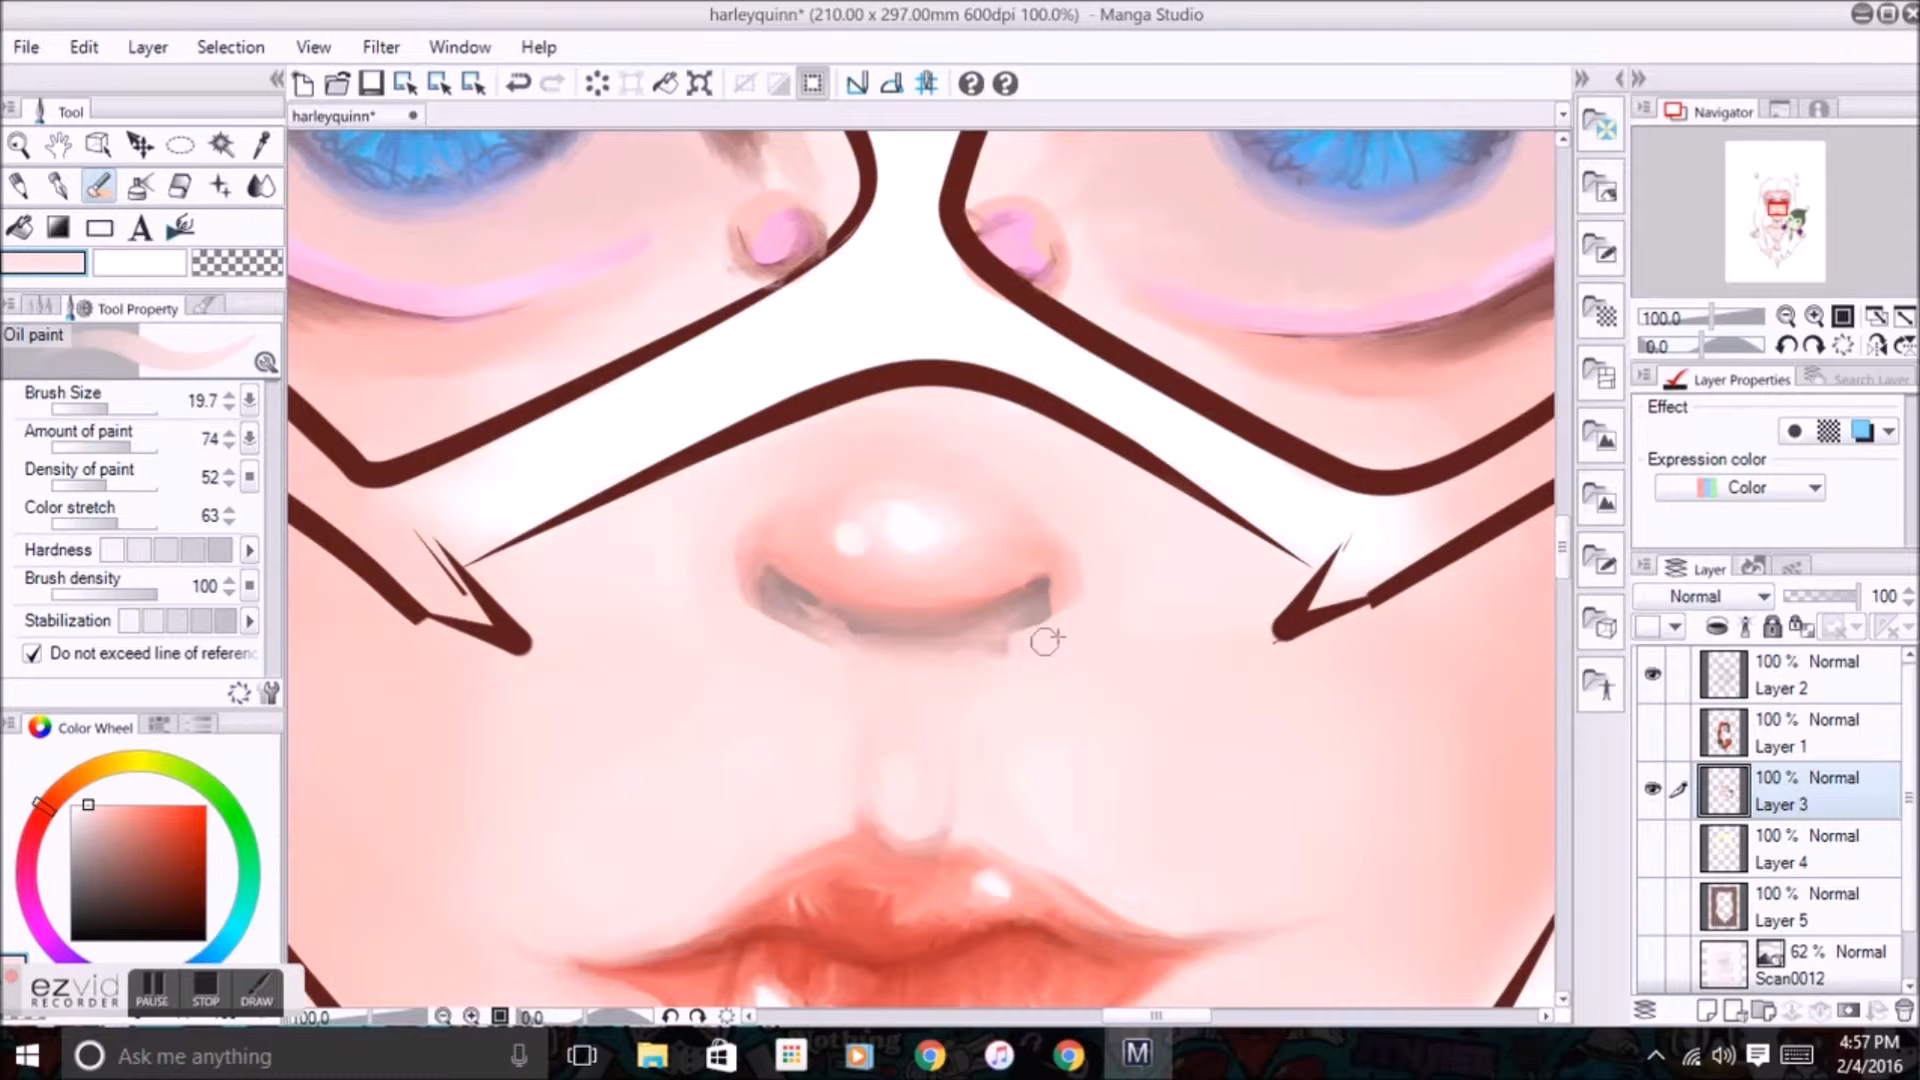 harleyquinn* (210.00 x 297.00mm 600dpi 100.0%) - Manga Studio
File Edit Layer Selection View Filter Window Help
Tool
harleyquinn*
Navigator
100.0
0.0
Tool Property
Oil paint
Brush Size 19.7
Amount of paint 74
Density of paint 52
Color stretch 63
Hardness
Brush density 100
Stabilization
Do not exceed line of referenc
Color Wheel
Layer Properties
Search Layer
Effect
Expression color
Color
Layer
Normal 100
100 % Normal
Layer 2
100 % Normal
Layer 1
100 % Normal
Layer 3
100 % Normal
Layer 4
100 % Normal
Layer 5
62 % Normal
Scan0012
ezvid
RECORDER
PAUSE STOP DRAW
100.0
0.0
Ask me anything
4:57 PM
2/4/2016